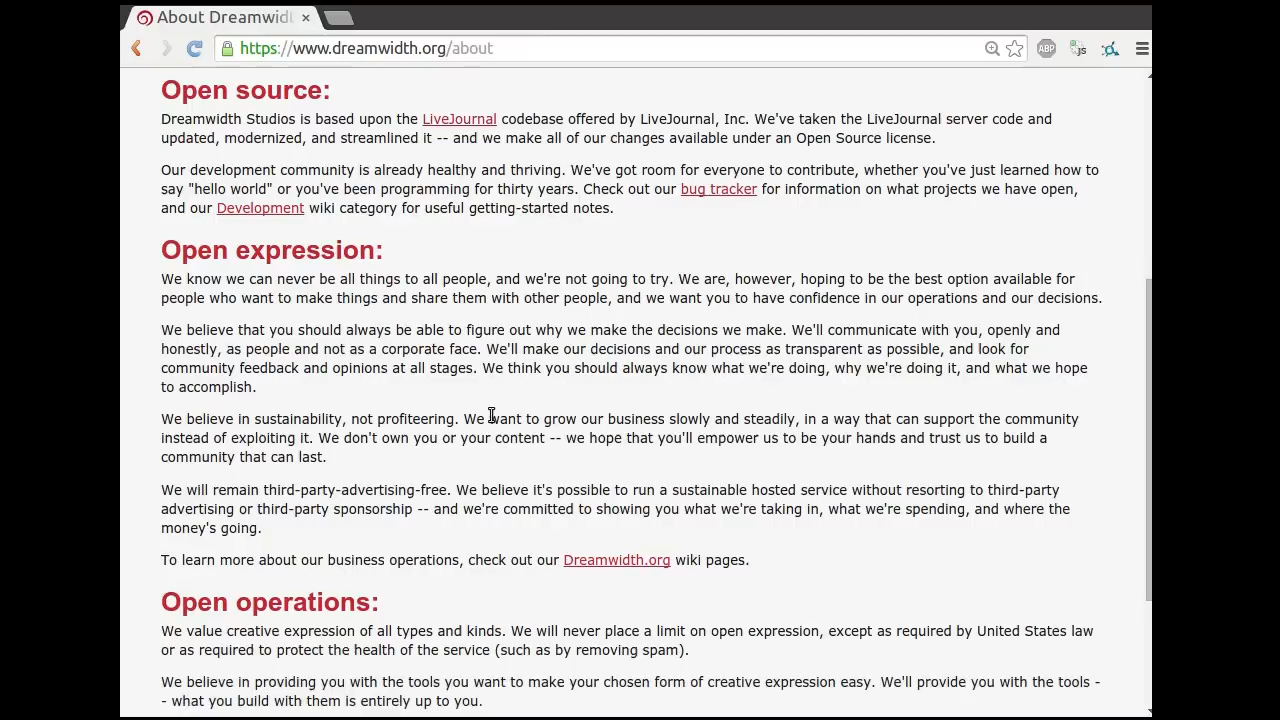 About Dreamwidt
https://www.dreamwidth.org/about
ABP
JS
Open source:
Dreamwidth Studios is based upon the LiveJournal codebase offered by LiveJournal, Inc. We've taken the LiveJournal server code and
updated, modernized, and streamlined it -- and we make all of our changes available under an Open Source license.
Our development community is already healthy and thriving. We've got room for everyone to contribute, whether you've just learned how to
say "hello world" or you've been programming for thirty years. Check out our bug tracker for information on what projects we have open,
and our Development wiki category for useful getting-started notes.
Open expression:
We know we can never be all things to all people, and we're not going to try. We are, however, hoping to be the best option available for
people who want to make things and share them with other people, and we want you to have confidence in our operations and our decisions.
We believe that you should always be able to figure out why we make the decisions we make. We'll communicate with you, openly and
honestly, as people and not as a corporate face. We'll make our decisions and our process as transparent as possible, and look for
community feedback and opinions at all stages. We think you should always know what we're doing, why we're doing it, and what we hope
to accomplish.
We believe in sustainability, not profiteering. We want to grow our business slowly and steadily, in a way that can support the community
instead of exploiting it. We don't own you or your content -- we hope that you'll empower us to be your hands and trust us to build a
community that can last.
We will remain third-party-advertising-free. We believe it's possible to run a sustainable hosted service without resorting to third-party
advertising or third-party sponsorship -- and we're committed to showing you what we're taking in, what we're spending, and where the
money's going.
To learn more about our business operations, check out our Dreamwidth.org wiki pages.
Open operations:
We value creative expression of all types and kinds. We will never place a limit on open expression, except as required by United States law
or as required to protect the health of the service (such as by removing spam).
We believe in providing you with the tools you want to make your chosen form of creative expression easy. We'll provide you with the tools -
- what you build with them is entirely up to you.